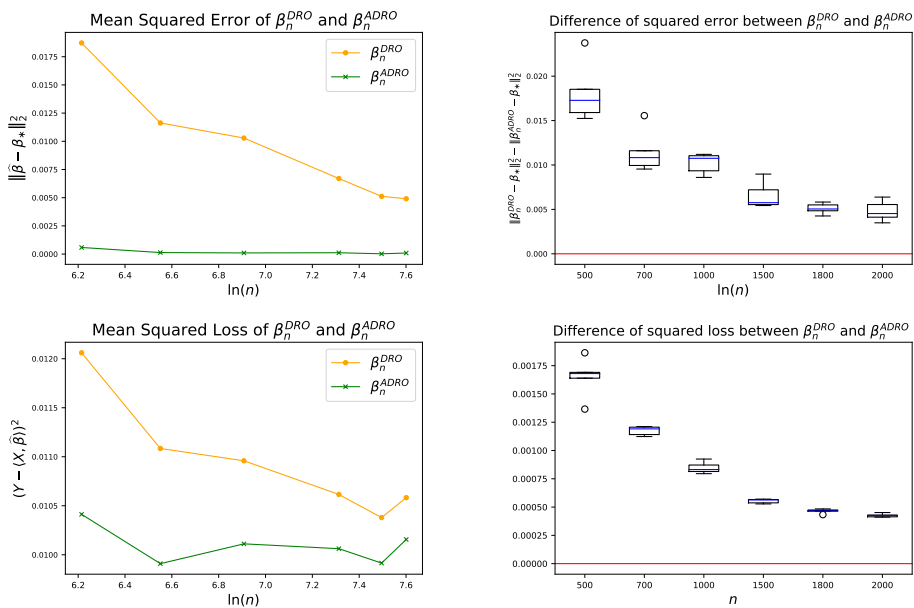 Mean Squared Error of β_n^{DRO} and β_n^{ADRO}
‖β̂ − β_*‖_2^2
0.0175
0.0150
0.0125
0.0100
0.0075
0.0050
0.0025
0.0000
β_n^{DRO}
β_n^{ADRO}
6.2 6.4 6.6 6.8 7.0 7.2 7.4 7.6
ln(n)
Difference of squared error between β_n^{DRO} and β_n^{ADRO}
‖β_n^{DRO} − β_*‖_2^2 − ‖β_n^{ADRO} − β_*‖_2^2
0.020
0.015
0.010
0.005
0.000
500 700 1000 1500 1800 2000
ln(n)
Mean Squared Loss of β_n^{DRO} and β_n^{ADRO}
(Y − ⟨X, β̂⟩)^2
0.0120
0.0115
0.0110
0.0105
0.0100
β_n^{DRO}
β_n^{ADRO}
6.2 6.4 6.6 6.8 7.0 7.2 7.4 7.6
ln(n)
Difference of squared loss between β_n^{DRO} and β_n^{ADRO}
0.00175
0.00150
0.00125
0.00100
0.00075
0.00050
0.00025
0.00000
500 700 1000 1500 1800 2000
n